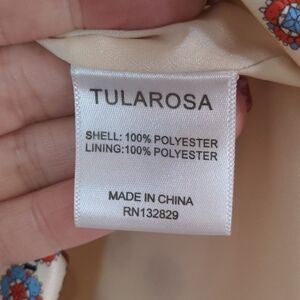 TULAROSA
SHELL: 100% POLYESTER
LINING:100% POLYESTER
MADE IN CHINA
RN132829